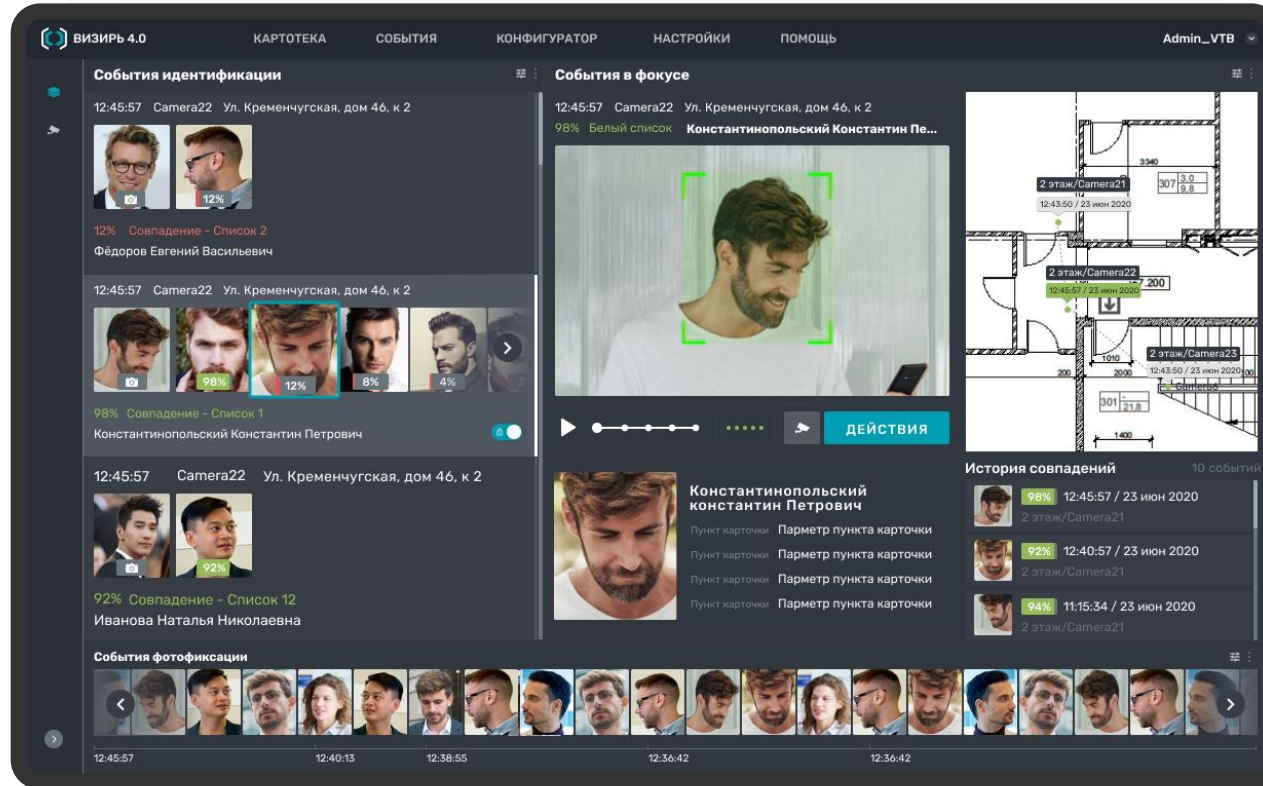 ВИЗИРЬ 4.0
КАРТОТЕКА
СОБЫТИЯ
КОНФИГУРАТОР
НАСТРОЙКИ
ПОМОЩЬ
Admin_VTB
События идентификации
12:45:57 Camera22 Ул. Кременчугская, дом 46, к 2
12%
12% Совпадение - Список 2
Фёдоров Евгений Васильевич
12:45:57 Camera22 Ул. Кременчугская, дом 46, к 2
98%
12%
8%
4%
98% Совпадение - Список 1
Константинопольский Константин Петрович
12:45:57 Camera22 Ул. Кременчугская, дом 46, к 2
92%
92% Совпадение - Список 12
Иванова Наталья Николаевна
События в фокусе
12:45:57 Camera22 Ул. Кременчугская, дом 46, к 2
98% Белый список Константинопольский Константин Пе...
ДЕЙСТВИЯ
Константинопольский
константин Петрович
Пункт карточки Парметр пункта карточки
Пункт карточки Парметр пункта карточки
Пункт карточки Парметр пункта карточки
Пункт карточки Парметр пункта карточки
3340
307 3.0
9.8
2 этаж/Camera21
12:43:50 / 23 июн 2020
2 этаж/Camera22
12:45:57 / 23 июн 2020
7.200
2 этаж/Camera23
12:43:50 / 23 июн 2020
1010
200
2000
301 -
21.8
1400
История совпадений
10 событий
98% 12:45:57 / 23 июн 2020
2 этаж/Camera21
92% 12:40:57 / 23 июн 2020
2 этаж/Camera21
94% 11:15:34 / 23 июн 2020
2 этаж/Camera21
События фотофиксации
12:45:57
12:40:13
12:38:55
12:36:42
12:36:42